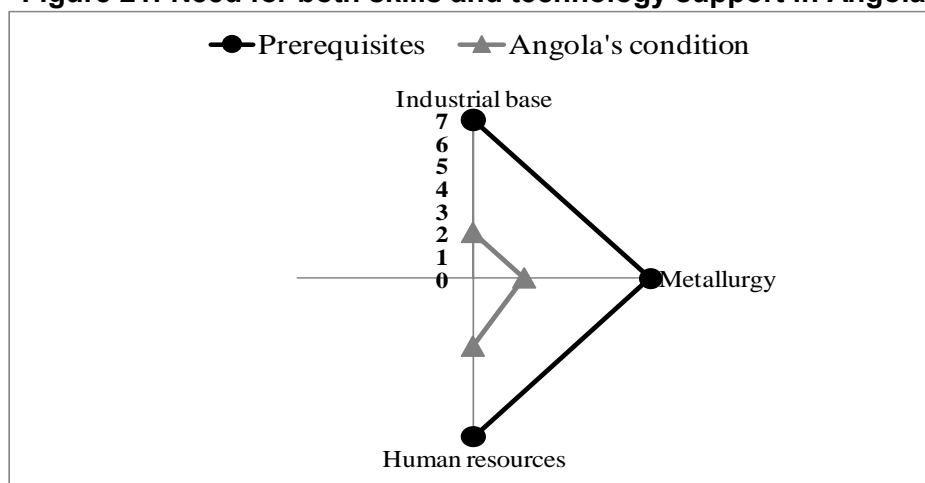 Figure 21: Need for both skills and technology support in Angola
Prerequisites Angola's condition
Industrial base
7
6
5
4
3
2
1
0
Metallurgy
Human resources